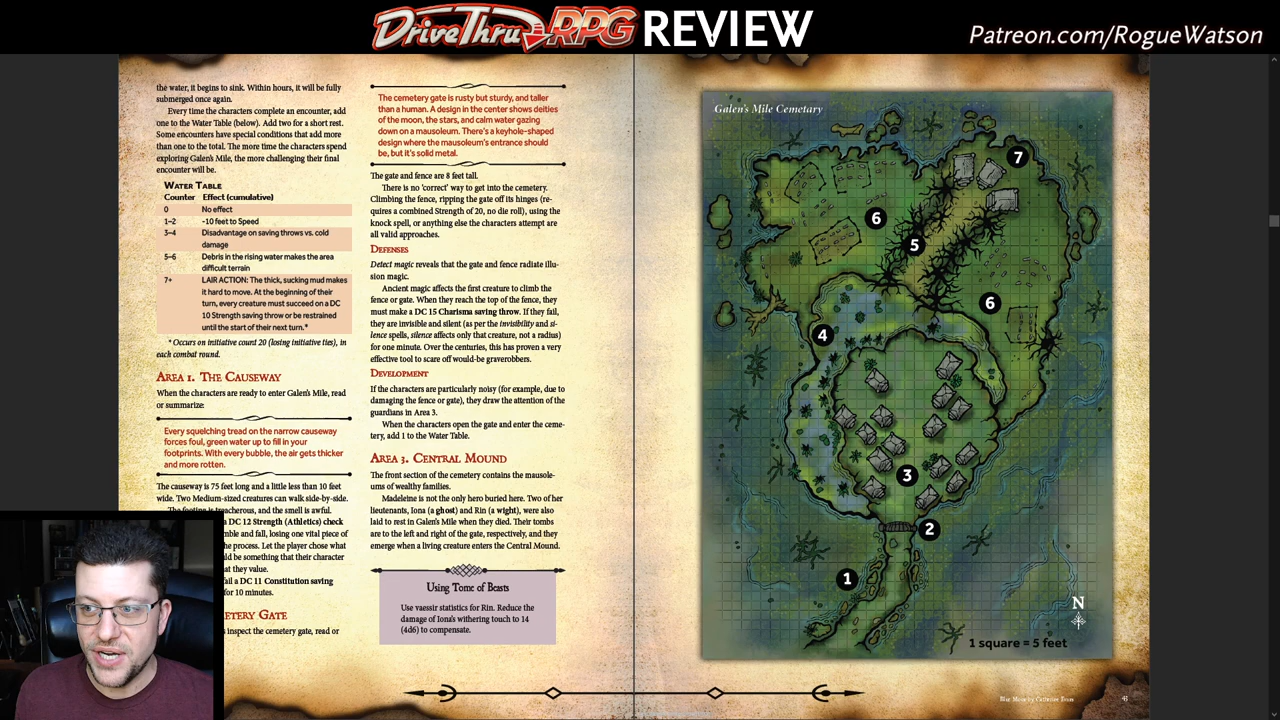 DriveThruRPG REVIEW
Patreon.com/RogueWatson
the water, it begins to sink. Within hours, it will be fully
submerged once again.
Every time the characters complete an encounter, add
one to the Water Table (below). Add two for a short rest.
Some encounters have special conditions that add more
than one to the total. The more time the characters spend
exploring Galen's Mile, the more challenging their final
encounter will be.
Water Table
Counter Effect (cumulative)
0 No effect
1–2 -10 feet to Speed
3–4 Disadvantage on saving throws vs. cold
damage
5–6 Debris in the rising water makes the area
difficult terrain
7+ LAIR ACTION: The thick, sucking mud makes
it hard to move. At the beginning of their
turn, every creature must succeed on a DC
10 Strength saving throw or be restrained
until the start of their next turn.*
* Occurs on initiative count 20 (losing initiative ties), in
each combat round.
Area 1. The Causeway
When the characters are ready to enter Galen's Mile, read
or summarize:
Every squelching tread on the narrow causeway
forces foul, green water up to fill in your
footprints. With every bubble, the air gets thicker
and more rotten.
The causeway is 75 feet long and a little less than 10 feet
wide. Two Medium-sized creatures can walk side-by-side.
The footing is treacherous, and the smell is awful.
a DC 12 Strength (Athletics) check
mble and fall, losing one vital piece of
he process. Let the player chose what
ld be something that their character
at they value.
fail a DC 11 Constitution saving
for 10 minutes.
etery Gate
s inspect the cemetery gate, read or
The cemetery gate is rusty but sturdy, and taller
than a human. A design in the center shows deities
of the moon, the stars, and calm water gazing
down on a mausoleum. There's a keyhole-shaped
design where the mausoleum's entrance should
be, but it's solid metal.
The gate and fence are 8 feet tall.
There is no 'correct' way to get into the cemetery.
Climbing the fence, ripping the gate off its hinges (re-
quires a combined Strength of 20, no die roll), using the
knock spell, or anything else the characters attempt are
all valid approaches.
Defenses
Detect magic reveals that the gate and fence radiate illu-
sion magic.
Ancient magic affects the first creature to climb the
fence or gate. When they reach the top of the fence, they
must make a DC 15 Charisma saving throw. If they fail,
they are invisible and silent (as per the invisibility and si-
lence spells, silence affects only that creature, not a radius)
for one minute. Over the centuries, this has proven a very
effective tool to scare off would-be graverobbers.
Development
If the characters are particularly noisy (for example, due to
damaging the fence or gate), they draw the attention of the
guardians in Area 3.
When the characters open the gate and enter the ceme-
tery, add 1 to the Water Table.
Area 3. Central Mound
The front section of the cemetery contains the mausole-
ums of wealthy families.
Madeleine is not the only hero buried here. Two of her
lieutenants, Iona (a ghost) and Rin (a wight), were also
laid to rest in Galen's Mile when they died. Their tombs
are to the left and right of the gate, respectively, and they
emerge when a living creature enters the Central Mound.
Using Tome of Beasts
Use vaessir statistics for Rin. Reduce the
damage of Iona's withering touch to 14
(4d6) to compensate.
Galen's Mile Cemetary
7
6
5
6
4
3
2
1
N
1 square = 5 feet